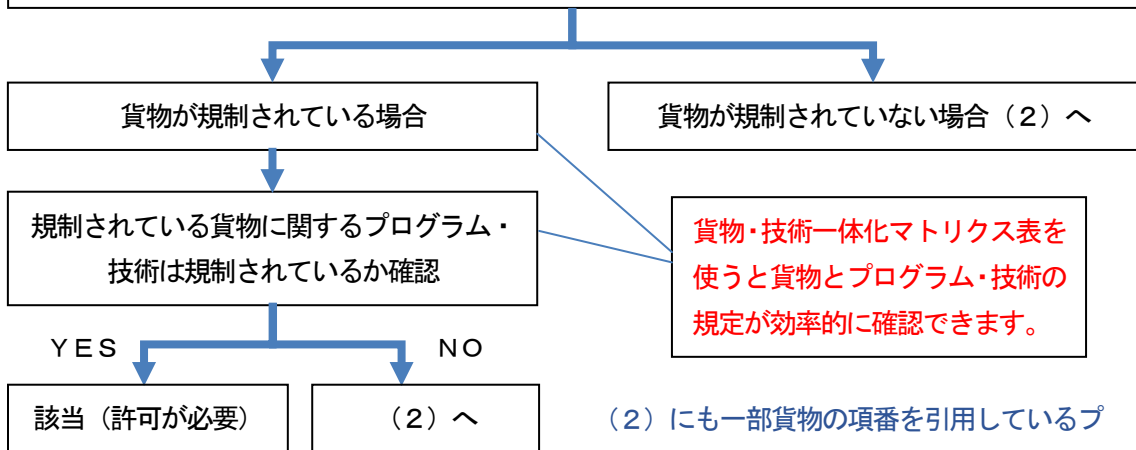 貨物が規制されている場合
貨物が規制されていない場合（２）へ
規制されている貨物に関するプログラム・
技術は規制されているか確認
貨物・技術一体化マトリクス表を
使うと貨物とプログラム・技術の
規定が効率的に確認できます。
ＹＥＳ
ＮＯ
該当（許可が必要）
（２）へ
（２）にも一部貨物の項番を引用しているプ